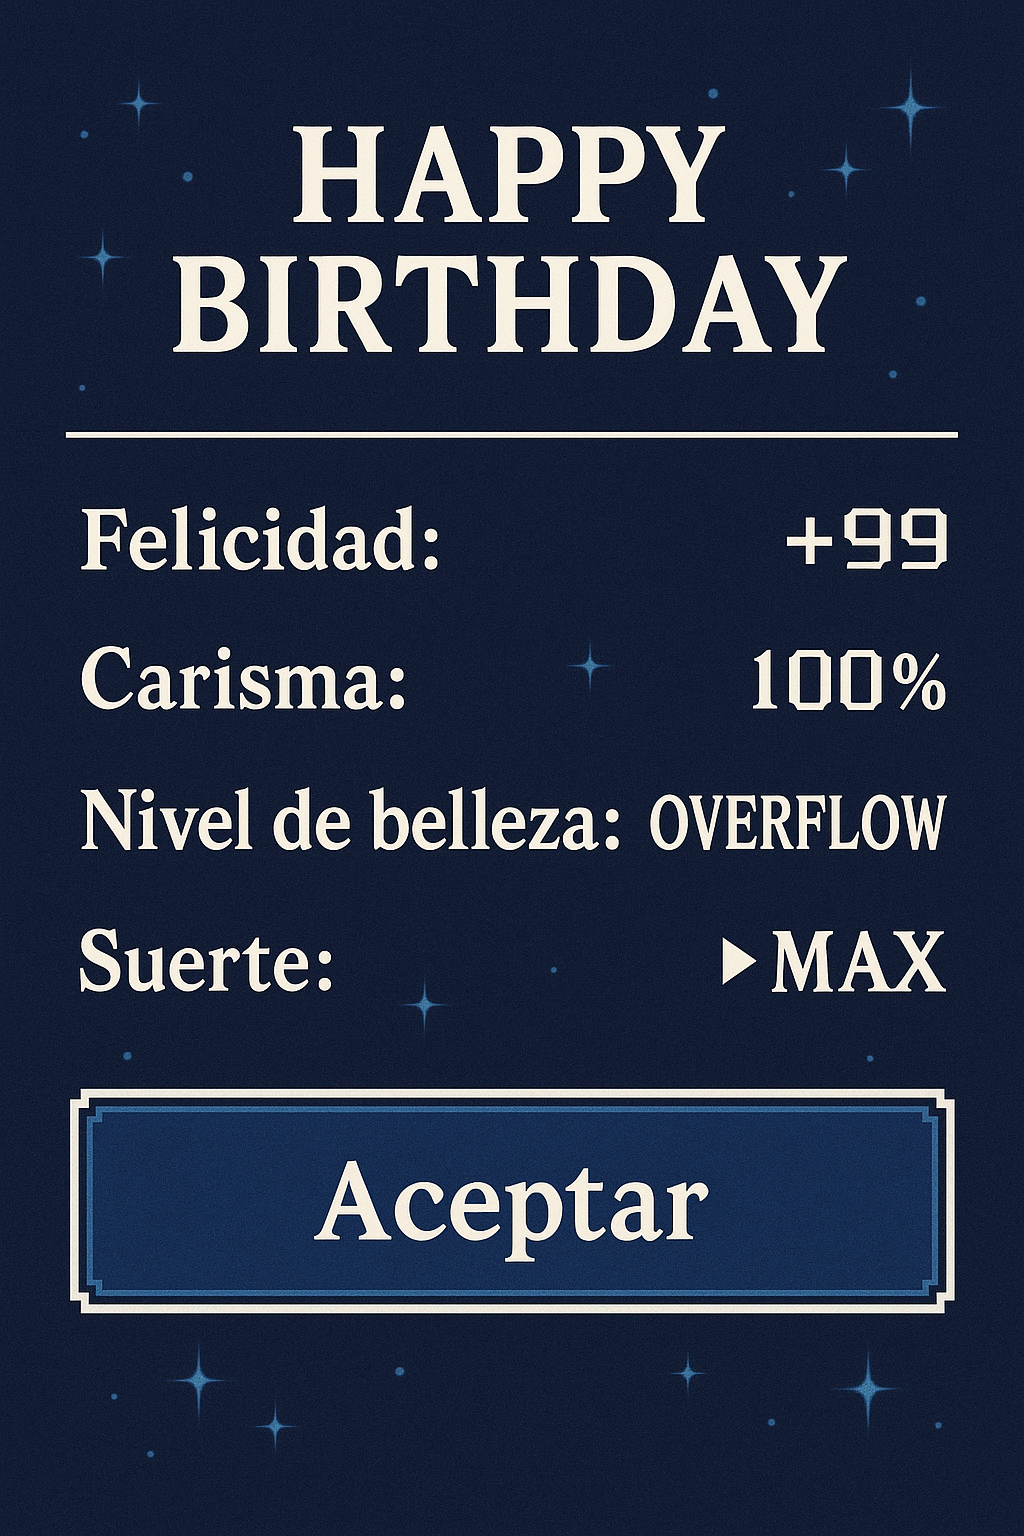 HAPPY
BIRTHDAY
Felicidad: +99
Carisma: 100%
Nivel de belleza: OVERFLOW
Suerte: ▶MAX
Aceptar